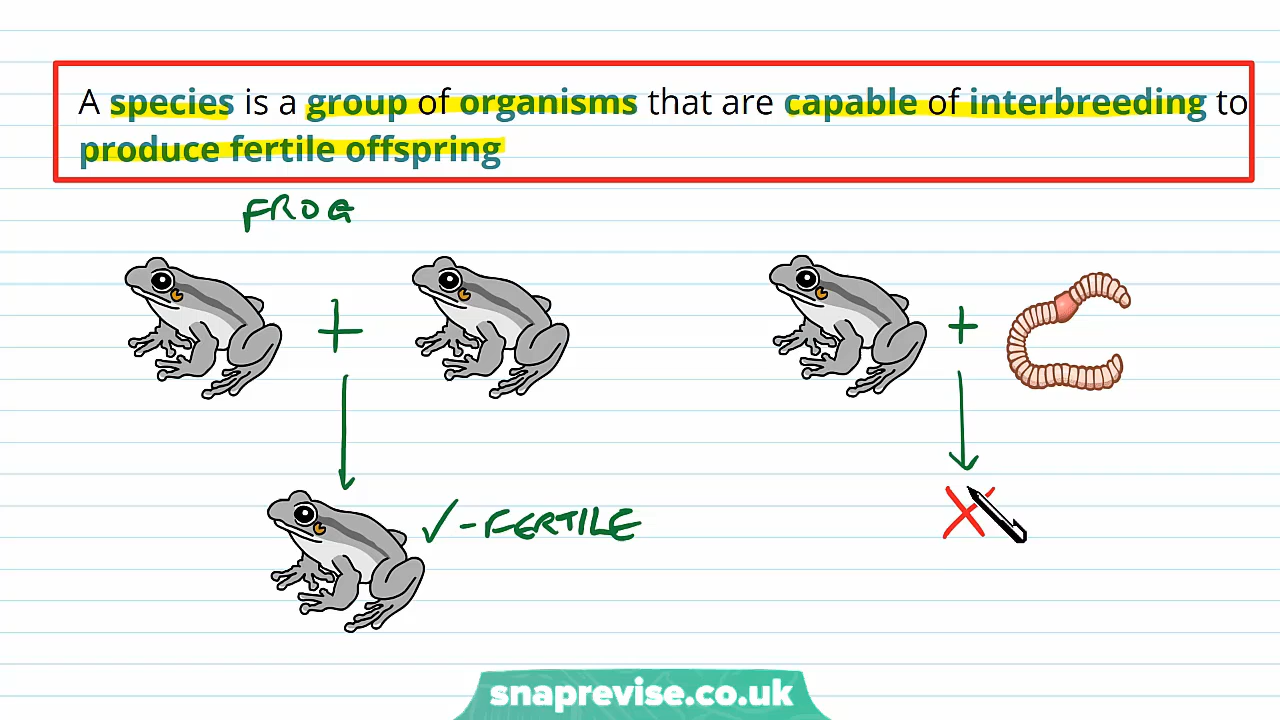 A species is a group of organisms that are capable of interbreeding to
produce fertile offspring
FROG
+
+
✓-FERTILE
snaprevise.co.uk